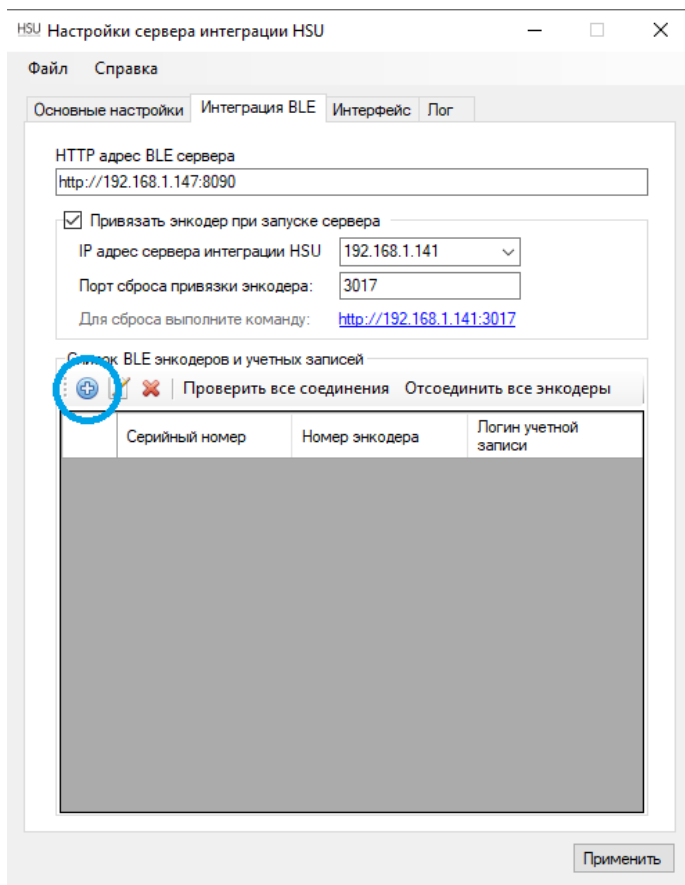 HSU Настройки сервера интеграции HSU
Файл Справка
Основные настройки Интеграция BLE Интерфейс Лог
HTTP адрес BLE сервера
http://192.168.1.147:8090
Привязать энкодер при запуске сервера
IP адрес сервера интеграции HSU 192.168.1.141
Порт сброса привязки энкодера: 3017
Для сброса выполните команду: http://192.168.1.141:3017
Список BLE энкодеров и учетных записей
Проверить все соединения Отсоединить все энкодеры
Серийный номер Номер энкодера Логин учетной
записи
Применить